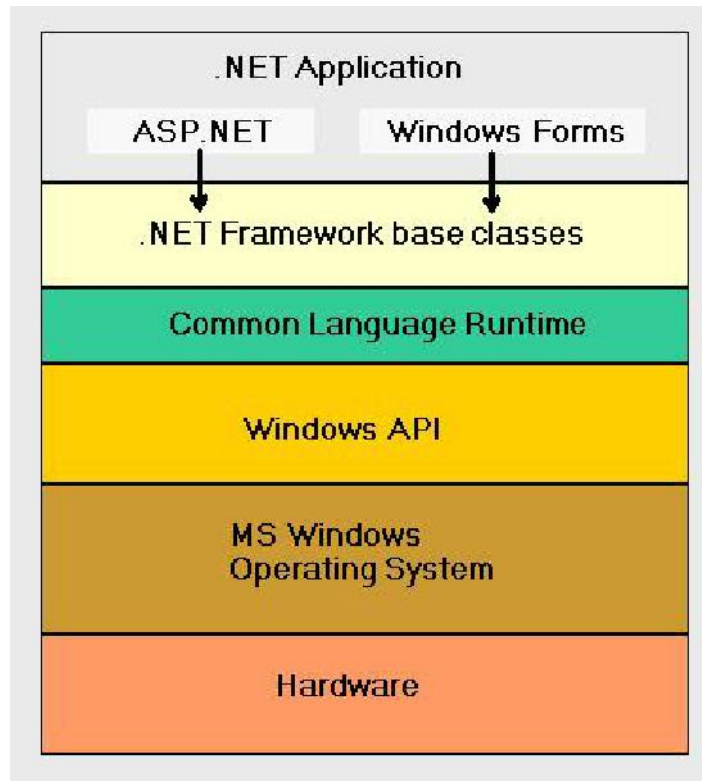 .NET Application
ASP.NET Windows Forms
.NET Framework base classes
Common Language Runtime
Windows API
MS Windows
Operating System
Hardware